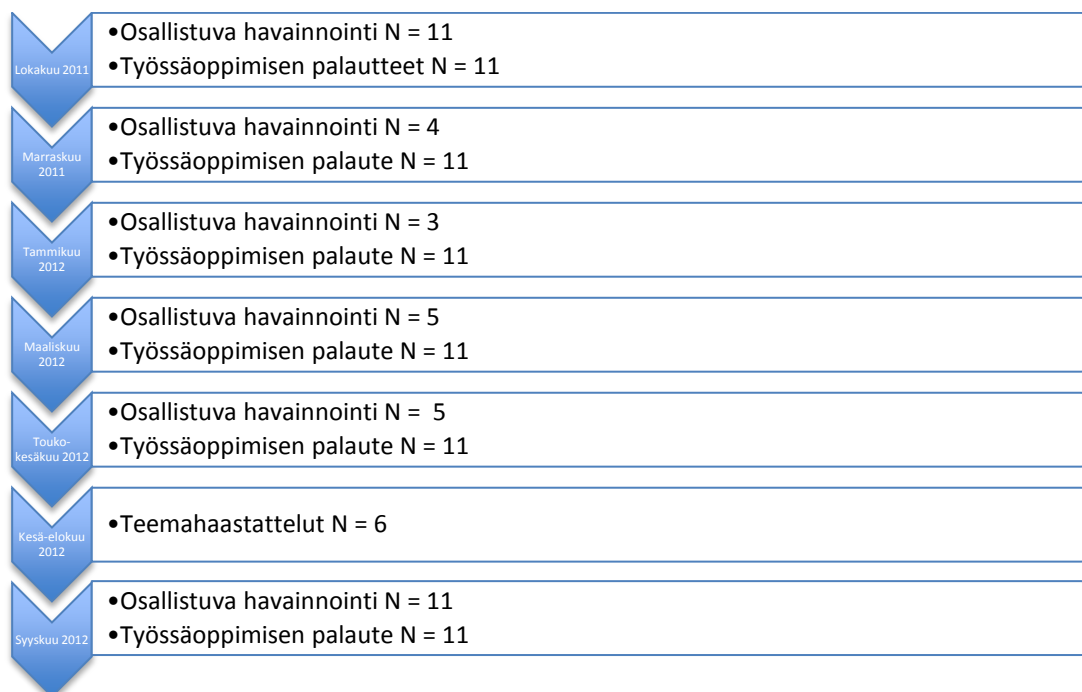 Lokakuu 2011
•Osallistuva havainnointi N = 11
•Työssäoppimisen palautteet N = 11
Marraskuu
2011
•Osallistuva havainnointi N = 4
•Työssäoppimisen palaute N = 11
Tammikuu
2012
•Osallistuva havainnointi N = 3
•Työssäoppimisen palaute N = 11
Maaliskuu
2012
•Osallistuva havainnointi N = 5
•Työssäoppimisen palaute N = 11
Touko-
kesäkuu 2012
•Osallistuva havainnointi N =  5
•Työssäoppimisen palaute N = 11
Kesä-elokuu
2012
•Teemahaastattelut N = 6
Syyskuu 2012
•Osallistuva havainnointi N = 11
•Työssäoppimisen palaute N = 11